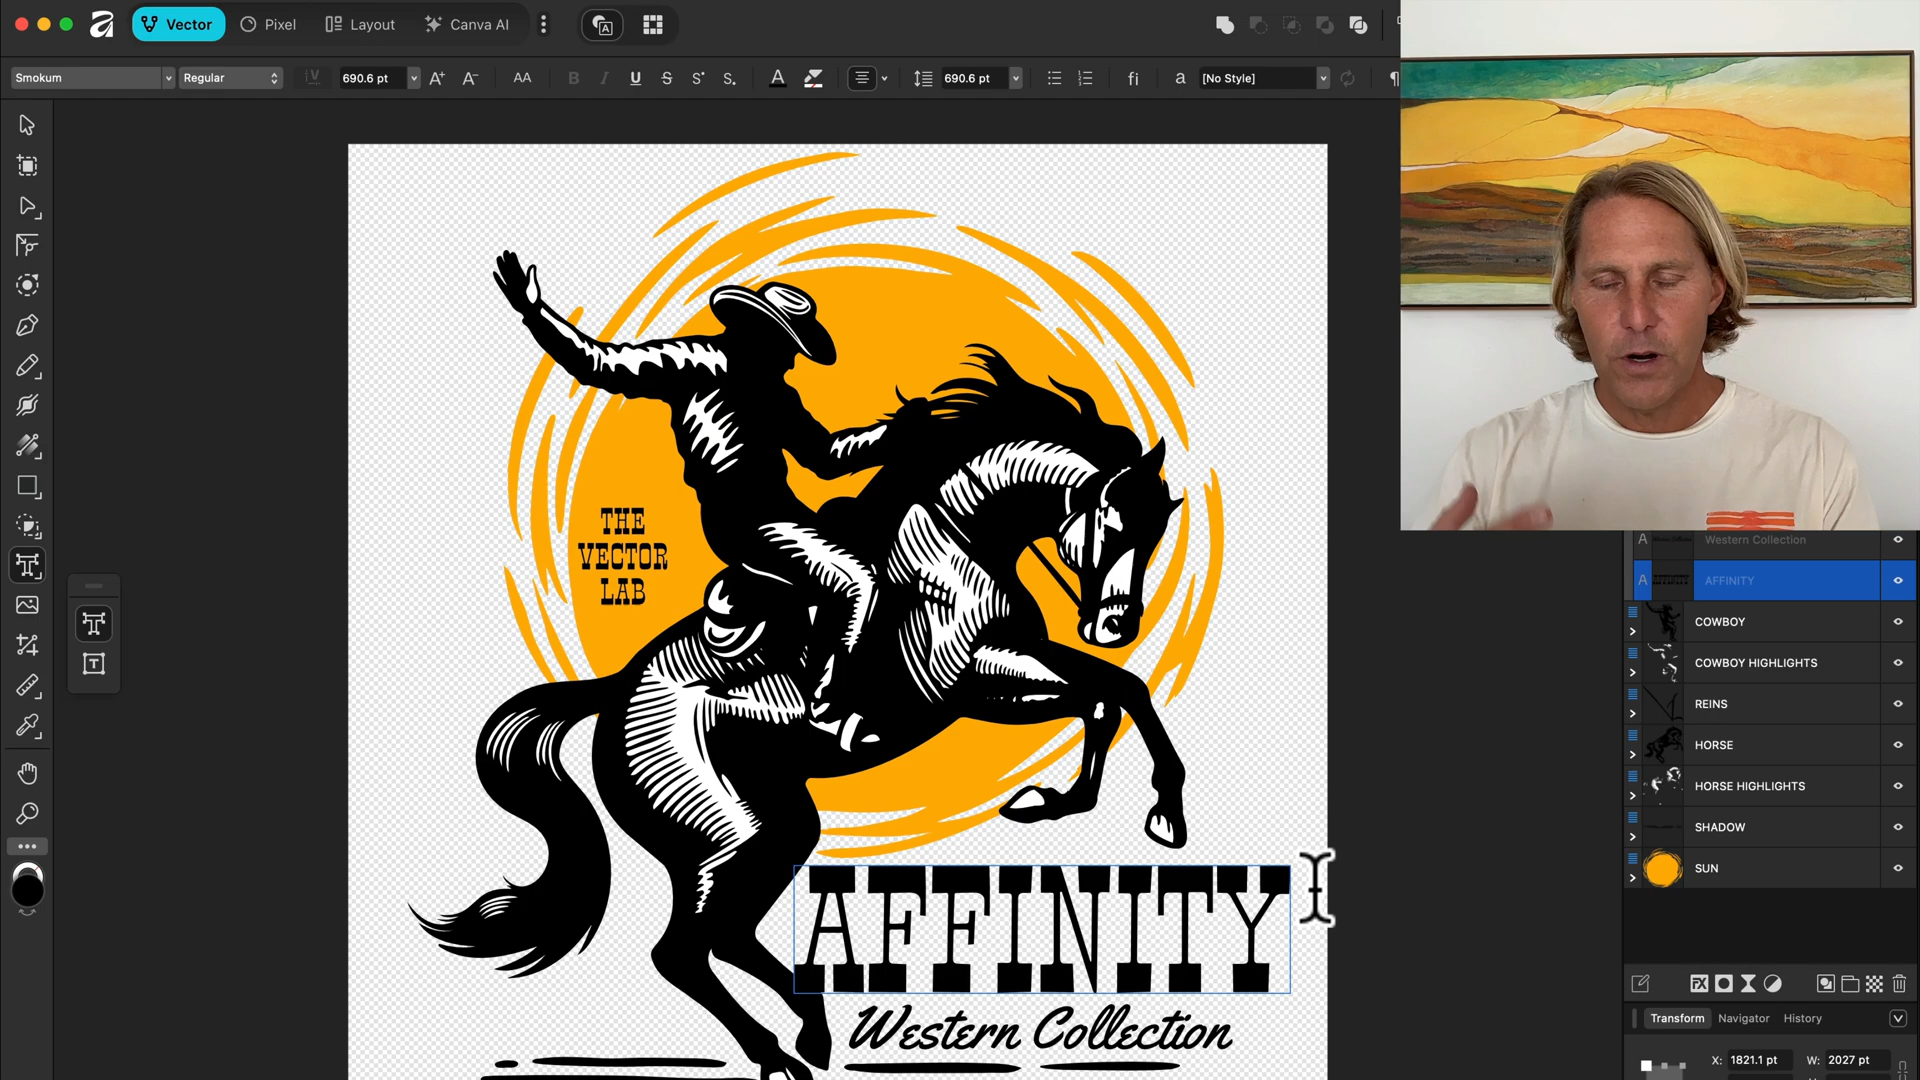 Vector
Pixel
Layout
Canva AI
Smokum
Regular
690.6 pt
690.6 pt
[No Style]
THE
VECTOR
LAB
AFFINITY
Western Collection
Western Collection
AFFINITY
COWBOY
COWBOY HIGHLIGHTS
REINS
HORSE
HORSE HIGHLIGHTS
SHADOW
SUN
Transform
Navigator
History
X: 1821.1 pt
W: 2027 pt